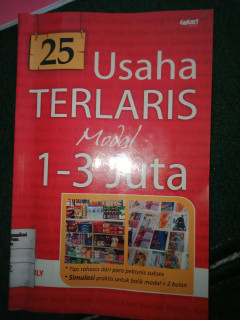 25
Usaha
TERLARIS
Modal
1-3 Juta
• Tips rahasia dari para pebisnis sukses
• Simulasi praktis untuk balik modal < 2 bulan